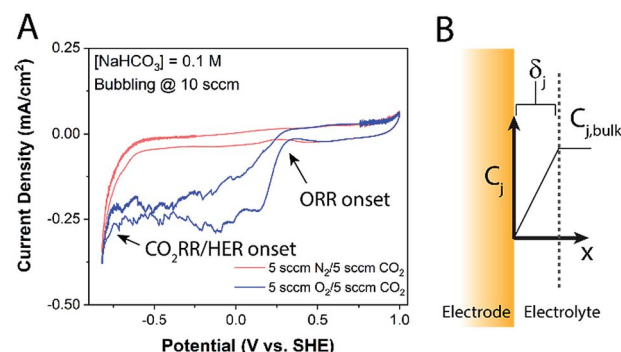 A
B
[NaHCO₃] = 0.1 M
Bubbling @ 10 sccm
0.25
0.00
-0.25
-0.50
Current Density (mA/cm²)
ORR onset
CO₂RR/HER onset
5 sccm N₂/5 sccm CO₂
5 sccm O₂/5 sccm CO₂
-0.5
0.0
0.5
1.0
Potential (V vs. SHE)
δⱼ
Cⱼ,bulk
Cⱼ
X
Electrode
Electrolyte